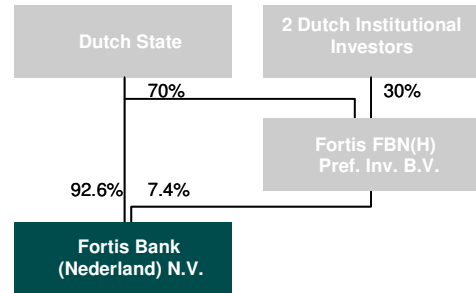 Dutch State
2 Dutch Institutional
Investors
70%
30%
Fortis FBN(H)
Pref. Inv. B.V.
92.6%
7.4%
Fortis Bank
(Nederland) N.V.